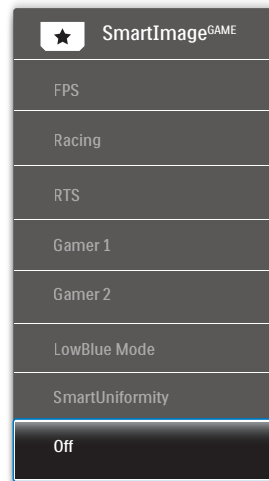 SmartImageGAME
FPS
Racing
RTS
Gamer 1
Gamer 2
LowBlue Mode
SmartUniformity
Off